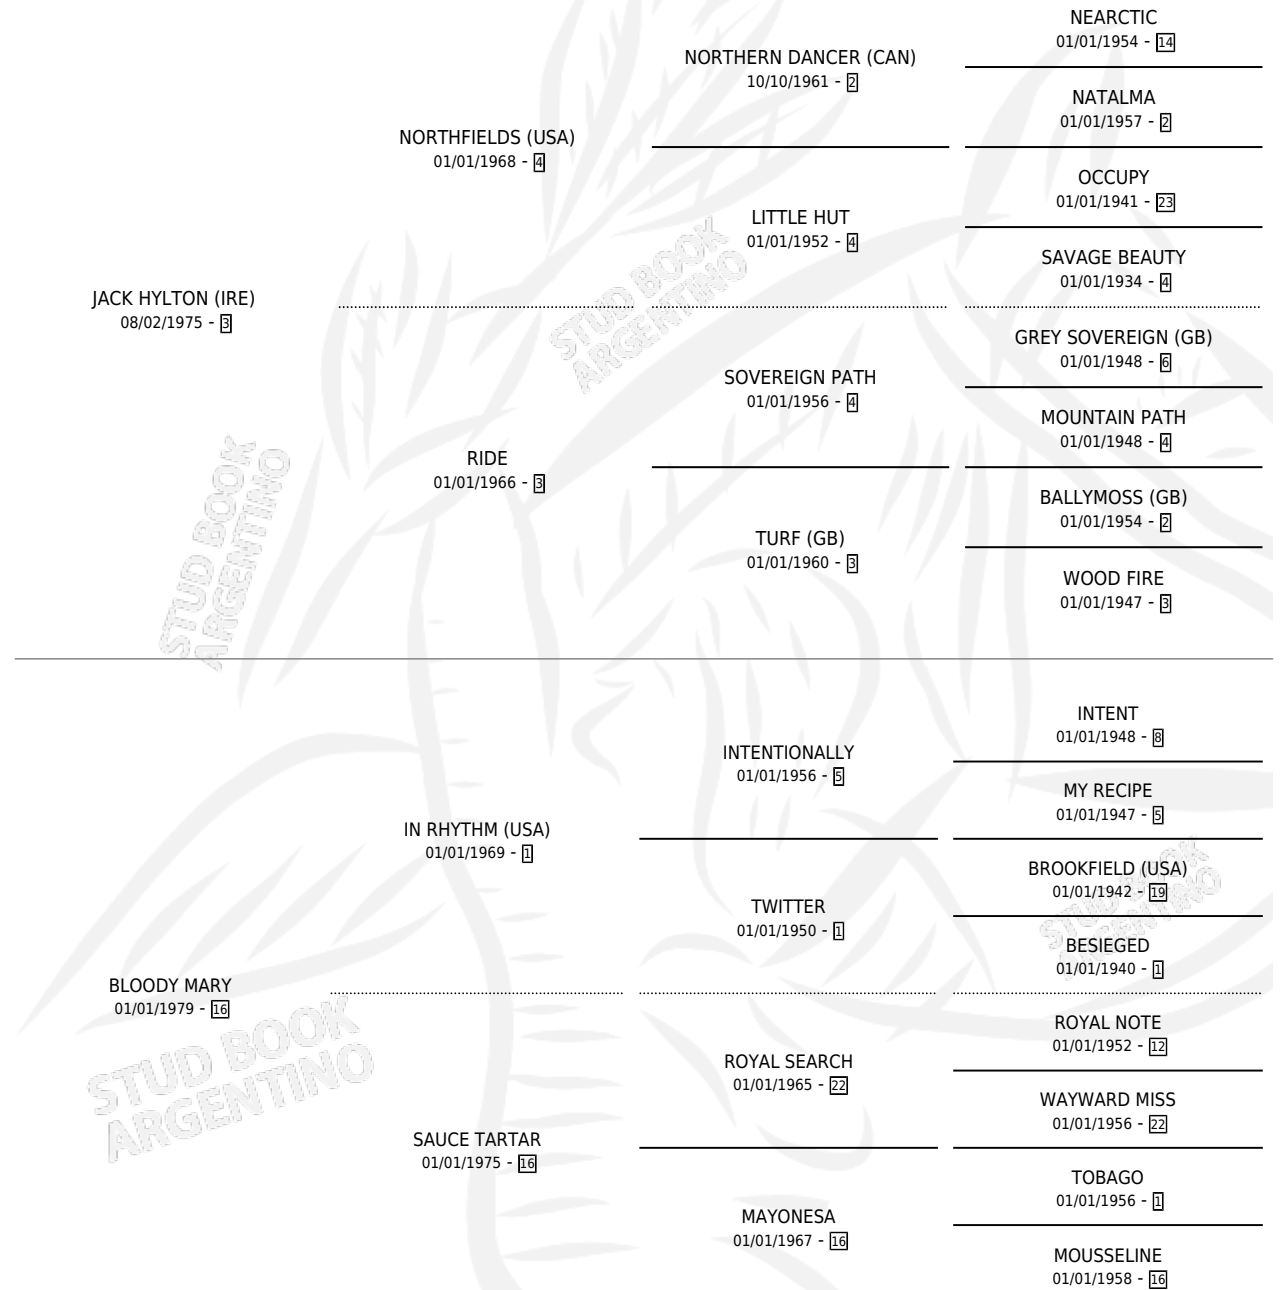 NEARCTIC
01/01/1954 - 14
NORTHERN DANCER (CAN)
10/10/1961 - 2
NATALMA
01/01/1957 - 2
NORTHFIELDS (USA)
01/01/1968 - 4
OCCUPY
01/01/1941 - 23
LITTLE HUT
01/01/1952 - 4
SAVAGE BEAUTY
01/01/1934 - 4
JACK HYLTON (IRE)
08/02/1975 - 3
GREY SOVEREIGN (GB)
01/01/1948 - 6
SOVEREIGN PATH
01/01/1956 - 4
MOUNTAIN PATH
01/01/1948 - 4
RIDE
01/01/1966 - 3
BALLYMOSS (GB)
01/01/1954 - 2
TURF (GB)
01/01/1960 - 3
WOOD FIRE
01/01/1947 - 3
INTENT
01/01/1948 - 8
INTENTIONALLY
01/01/1956 - 5
MY RECIPE
01/01/1947 - 5
IN RHYTHM (USA)
01/01/1969 - 1
BROOKFIELD (USA)
01/01/1942 - 19
TWITTER
01/01/1950 - 1
BESIEGED
01/01/1940 - 1
BLOODY MARY
01/01/1979 - 16
ROYAL NOTE
01/01/1952 - 12
ROYAL SEARCH
01/01/1965 - 22
WAYWARD MISS
01/01/1956 - 22
SAUCE TARTAR
01/01/1975 - 16
TOBAGO
01/01/1956 - 1
MAYONESA
01/01/1967 - 16
MOUSSELINE
01/01/1958 - 16
STUD BOOK
ARGENTINO
STUD BOOK
ARGENTINO
STUD BOOK
ARGENTINO
STUD BOOK
ARGENTINO